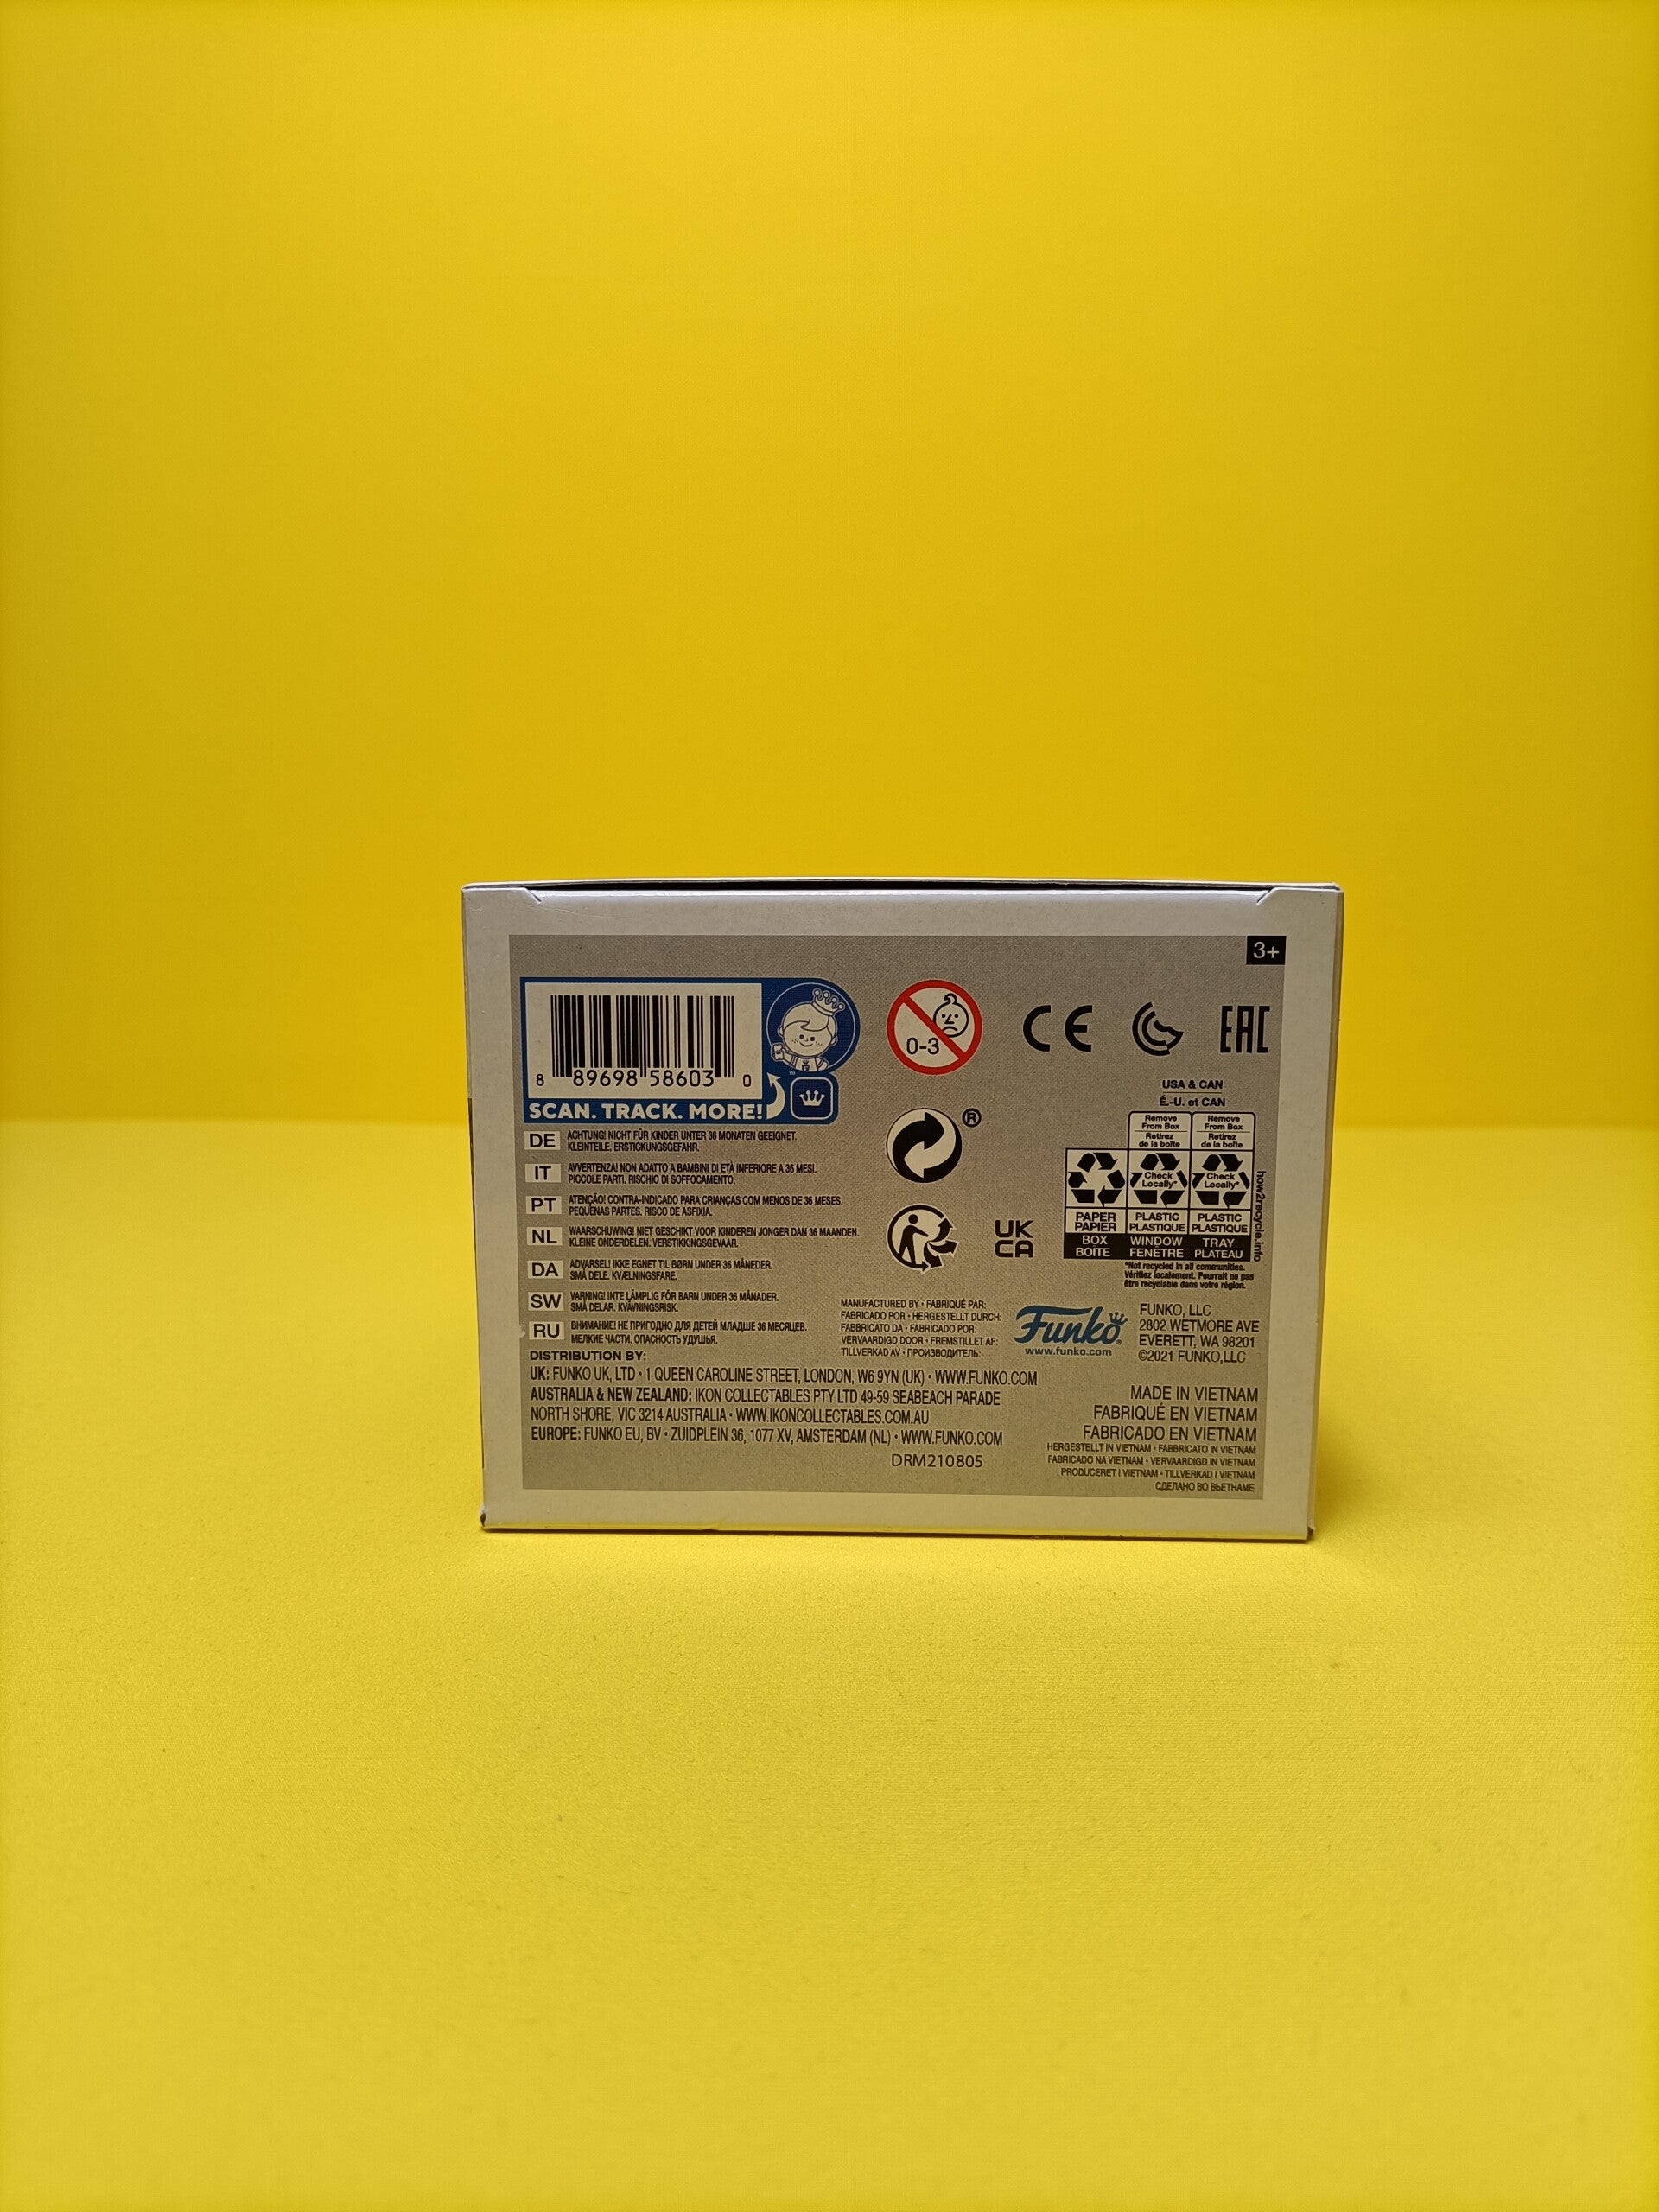 3+
8 89698 58603 0
™
SCAN. TRACK. MORE!
0-3
CE
EAC
®
DE ACHTUNG! NICHT FÜR KINDER UNTER 36 MONATEN GEEIGNET.
KLEINTEILE. ERSTICKUNGSGEFAHR.
IT AVVERTENZA! NON ADATTO A BAMBINI DI ETÀ INFERIORE A 36 MESI.
PICCOLE PARTI. RISCHIO DI SOFFOCAMENTO.
PT ATENÇÃO! CONTRA-INDICADO PARA CRIANÇAS COM MENOS DE 36 MESES.
PEQUENAS PARTES. RISCO DE ASFIXIA.
NL WAARSCHUWING! NIET GESCHIKT VOOR KINDEREN JONGER DAN 36 MAANDEN.
KLEINE ONDERDELEN. VERSTIKKINGSGEVAAR.
DA ADVARSEL! IKKE EGNET TIL BØRN UNDER 36 MÅNEDER.
SMÅ DELE. KVÆLNINGSFARE.
SW VARNING! INTE LÄMPLIG FÖR BARN UNDER 36 MÅNADER.
SMÅ DELAR. KVÄVNINGSRISK.
RU ВНИМАНИЕ! НЕ ПРИГОДНО ДЛЯ ДЕТЕЙ МЛАДШЕ 36 МЕСЯЦЕВ.
МЕЛКИЕ ЧАСТИ. ОПАСНОСТЬ УДУШЬЯ.
USA & CAN
É.-U. et CAN
Remove From Box
Retirez de la boîte
Remove From Box
Retirez de la boîte
Check Locally*
Check Locally*
PAPER PAPIER
PLASTIC PLASTIQUE
PLASTIC PLASTIQUE
BOX BOÎTE
WINDOW FENÊTRE
TRAY PLATEAU
how2recycle.info
*Not recycled in all communities.
Vérifiez localement. Pourrait ne pas
être recyclable dans votre région.
UK
CA
MANUFACTURED BY • FABRIQUÉ PAR:
FABRICADO POR • HERGESTELLT DURCH:
FABBRICATO DA • FABRICADO POR:
VERVAARDIGD DOOR • FREMSTILLET AF:
TILLVERKAD AV • ПРОИЗВОДИТЕЛЬ:
Funko®
www.funko.com
FUNKO, LLC
2802 WETMORE AVE
EVERETT, WA 98201
©2021 FUNKO,LLC
DISTRIBUTION BY:
UK: FUNKO UK, LTD • 1 QUEEN CAROLINE STREET, LONDON, W6 9YN (UK) • WWW.FUNKO.COM
AUSTRALIA & NEW ZEALAND: IKON COLLECTABLES PTY LTD 49-59 SEABEACH PARADE
NORTH SHORE, VIC 3214 AUSTRALIA • WWW.IKONCOLLECTABLES.COM.AU
EUROPE: FUNKO EU, BV • ZUIDPLEIN 36, 1077 XV, AMSTERDAM (NL) • WWW.FUNKO.COM
DRM210805
MADE IN VIETNAM
FABRIQUÉ EN VIETNAM
FABRICADO EN VIETNAM
HERGESTELLT IN VIETNAM • FABBRICATO IN VIETNAM
FABRICADO NA VIETNAM • VERVAARDIGD IN VIETNAM
PRODUCERET I VIETNAM • TILLVERKAD I VIETNAM
СДЕЛАНО ВО ВЬЕТНАМЕ